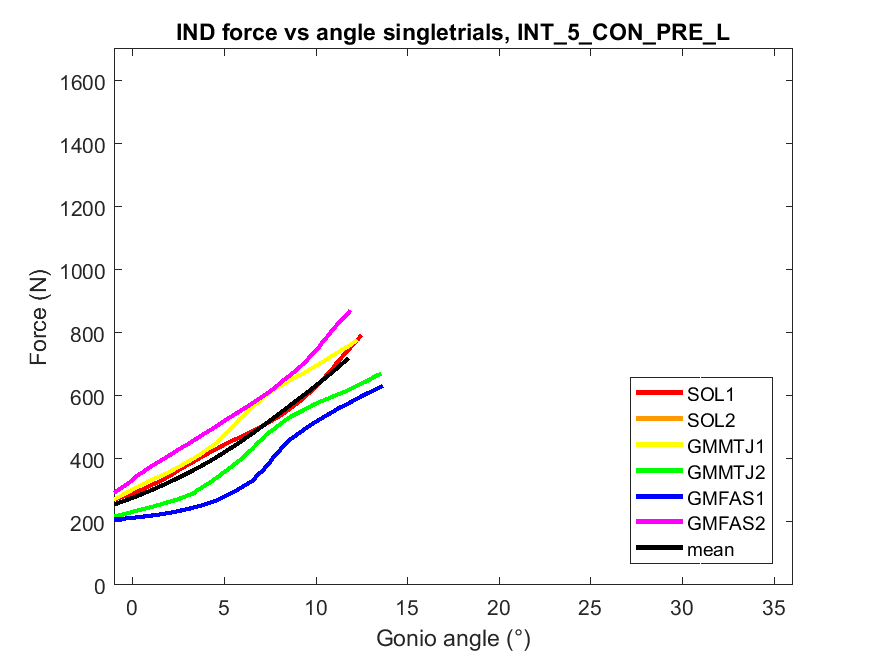 IND force vs angle singletrials, INT_5_CON_PRE_L
1600
1400
1200
1000
800
600
400
200
0
Force (N)
0 5 10 15 20 25 30 35
Gonio angle (°)
SOL1
SOL2
GMMTJ1
GMMTJ2
GMFAS1
GMFAS2
mean